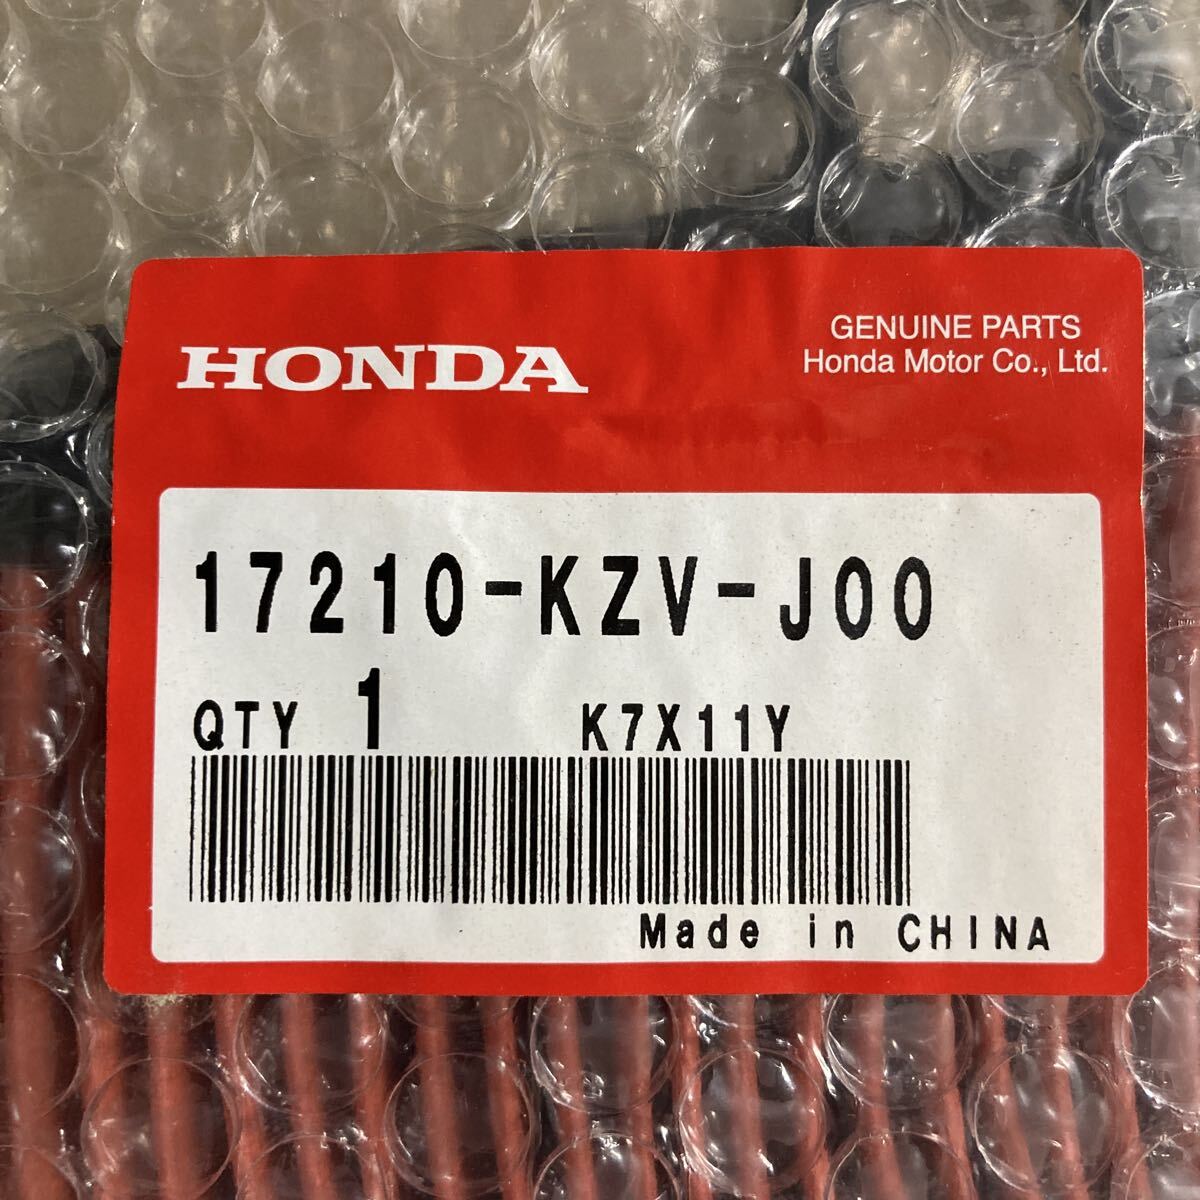 HONDA
GENUINE PARTS
Honda Motor Co., Ltd.
17210-KZV-J00
QTY 1 K7X11Y
Made in CHINA